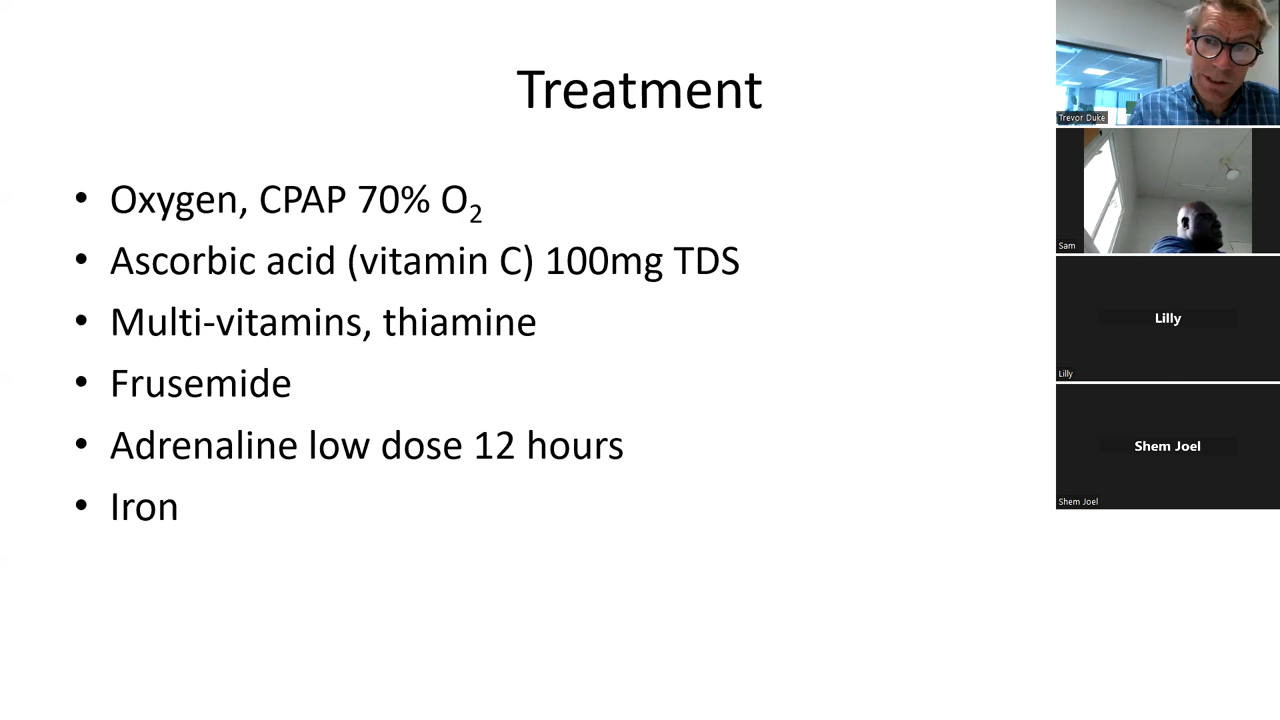 Treatment
• Oxygen, CPAP 70% O₂
• Ascorbic acid (vitamin C) 100mg TDS
• Multi-vitamins, thiamine
• Frusemide
• Adrenaline low dose 12 hours
• Iron
Trevor Duke
Sam
Lilly
Lilly
Shem Joel
Shem Joel